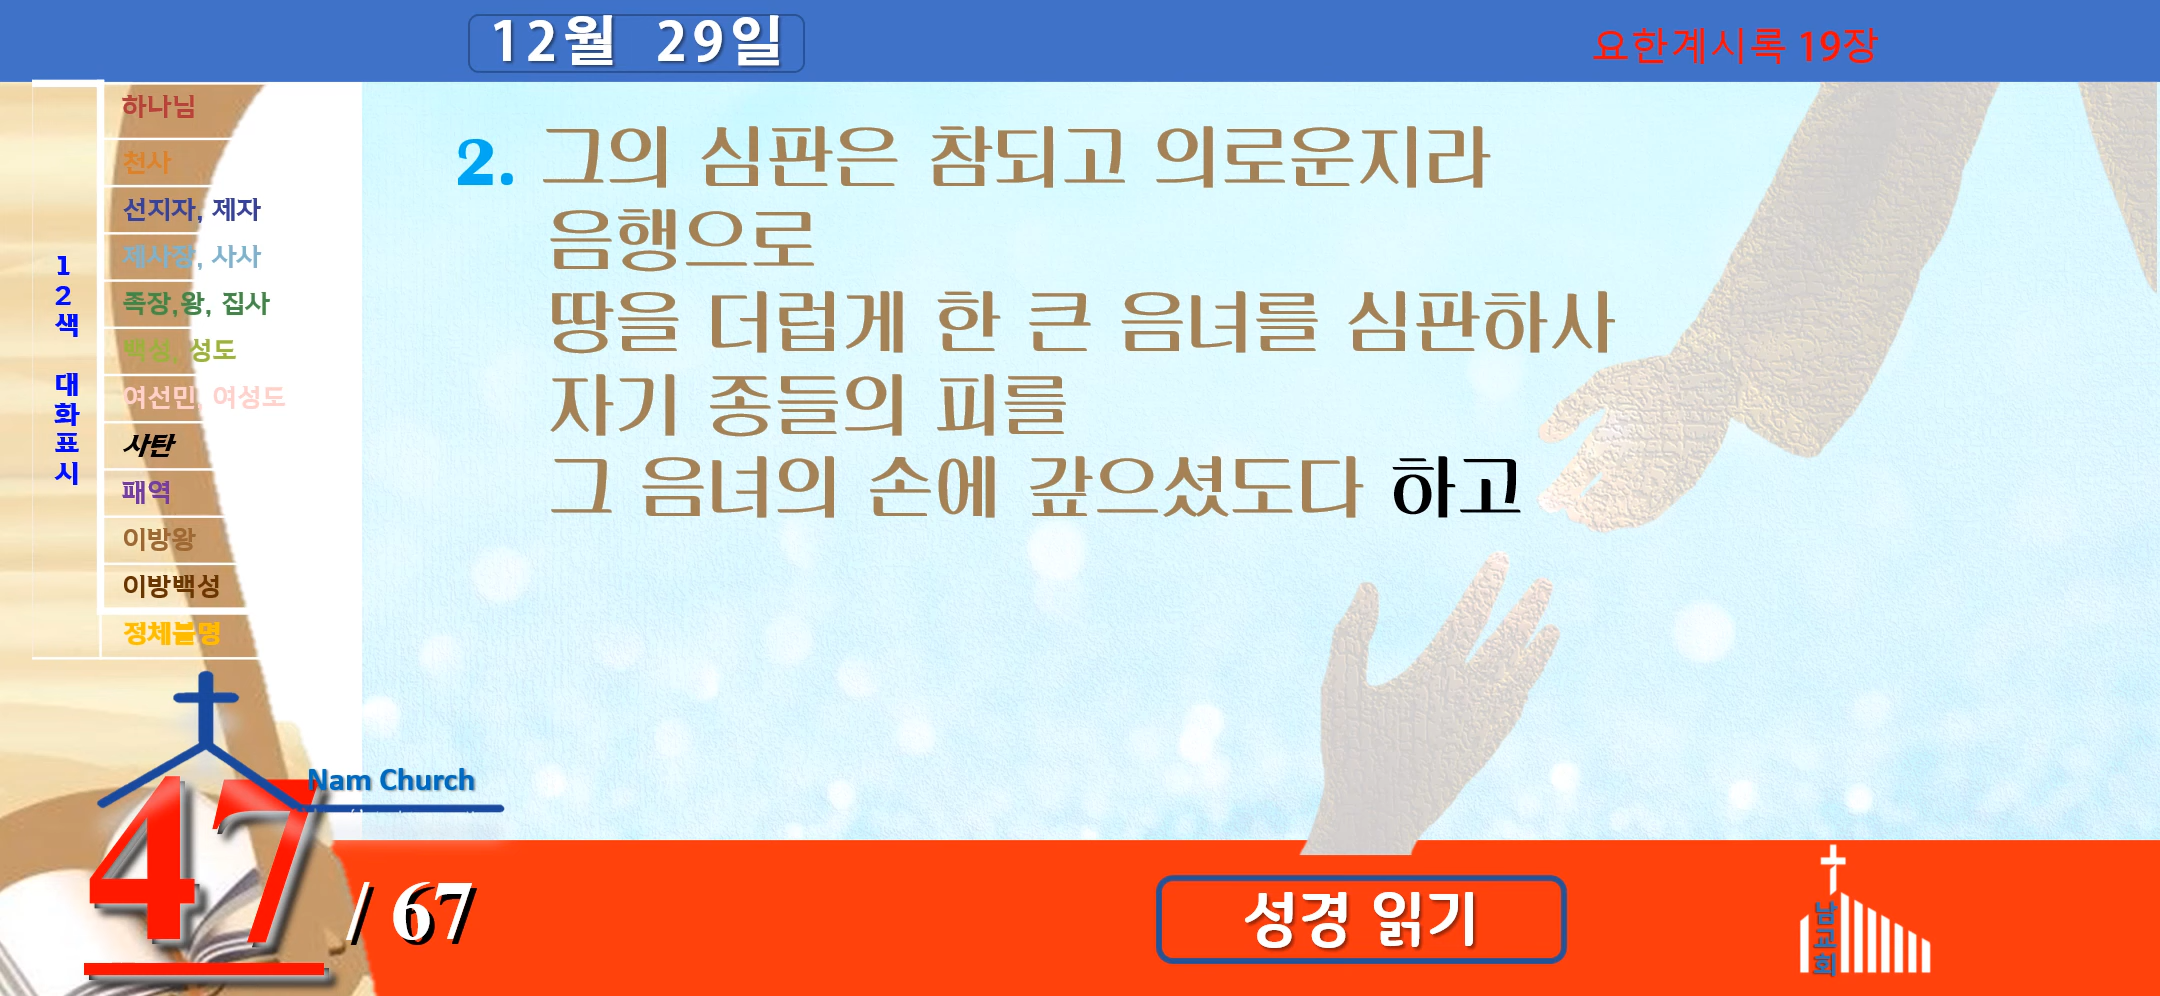 12월 29일
요한계시록 19장
12색 대화표시
하나님
천사
선지자, 제자
제사장, 사사
족장,왕, 집사
백성, 성도
여선민, 여성도
사탄
패역
이방왕
이방백성
정체불명
2. 그의 심판은 참되고 의로운지라
음행으로
땅을 더럽게 한 큰 음녀를 심판하사
자기 종들의 피를
그 음녀의 손에 갚으셨도다 하고
Nam Church
47 / 67
성경 읽기
남교회